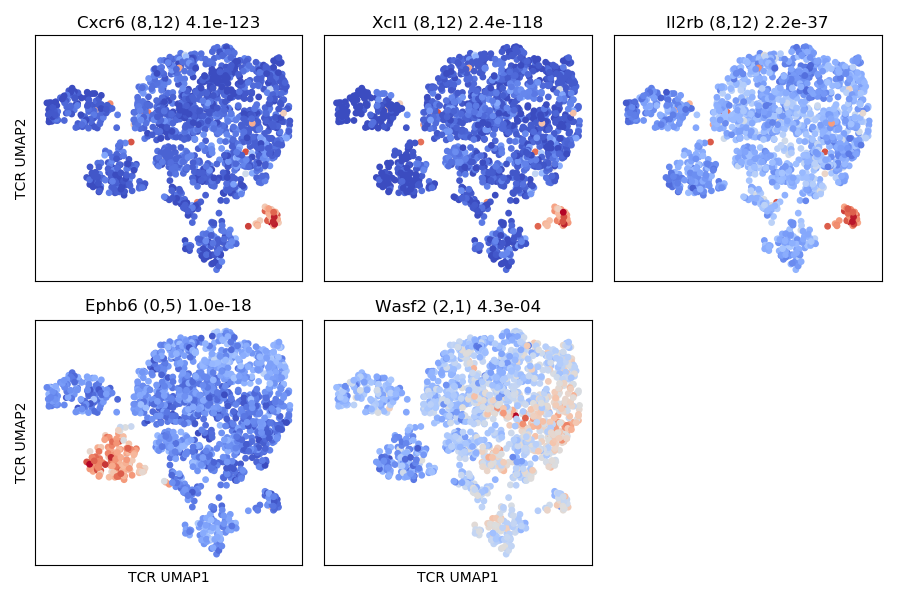 Cxcr6 (8,12) 4.1e-123
Xcl1 (8,12) 2.4e-118
Il2rb (8,12) 2.2e-37
TCR UMAP2
Ephb6 (0,5) 1.0e-18
Wasf2 (2,1) 4.3e-04
TCR UMAP2
TCR UMAP1
TCR UMAP1